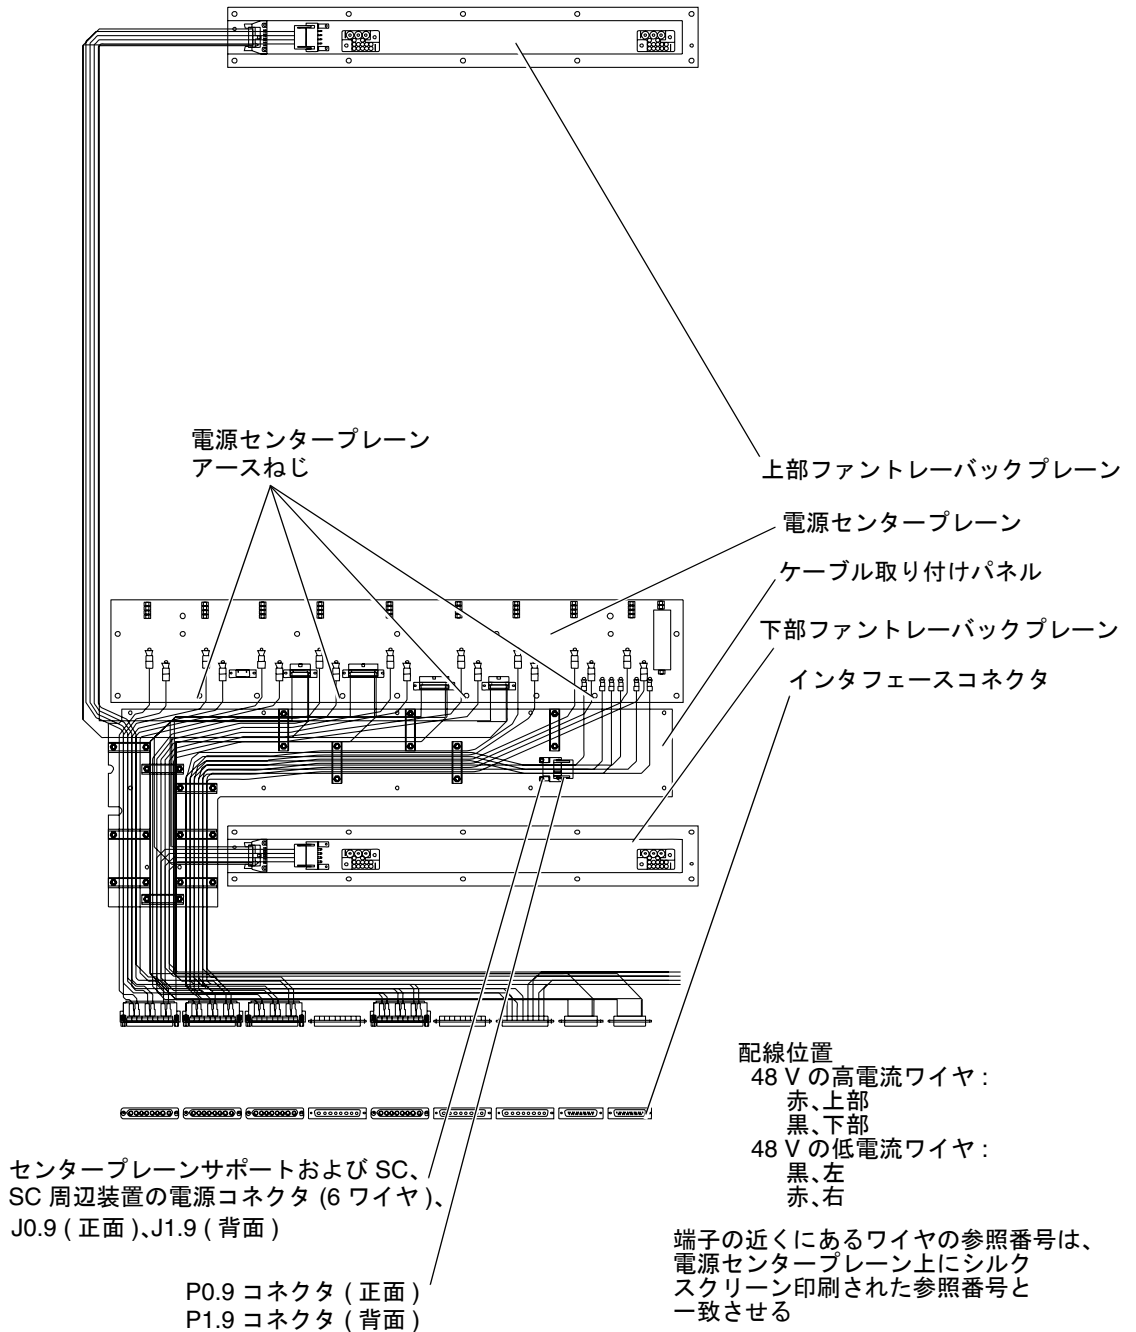 電源センタープレーン
アースねじ
上部ファントレーバックプレーン
電源センタープレーン
ケーブル取り付けパネル
下部ファントレーバックプレーン
インタフェースコネクタ
配線位置
48 V の高電流ワイヤ :
赤、上部
黒、下部
48 V の低電流ワイヤ :
黒、左
赤、右
センタープレーンサポートおよび SC、
SC 周辺装置の電源コネクタ (6 ワイヤ )、
J0.9 ( 正面 )、J1.9 ( 背面 )
端子の近くにあるワイヤの参照番号は、
電源センタープレーン上にシルク
スクリーン印刷された参照番号と
一致させる
P0.9 コネクタ ( 正面 )
P1.9 コネクタ ( 背面 )